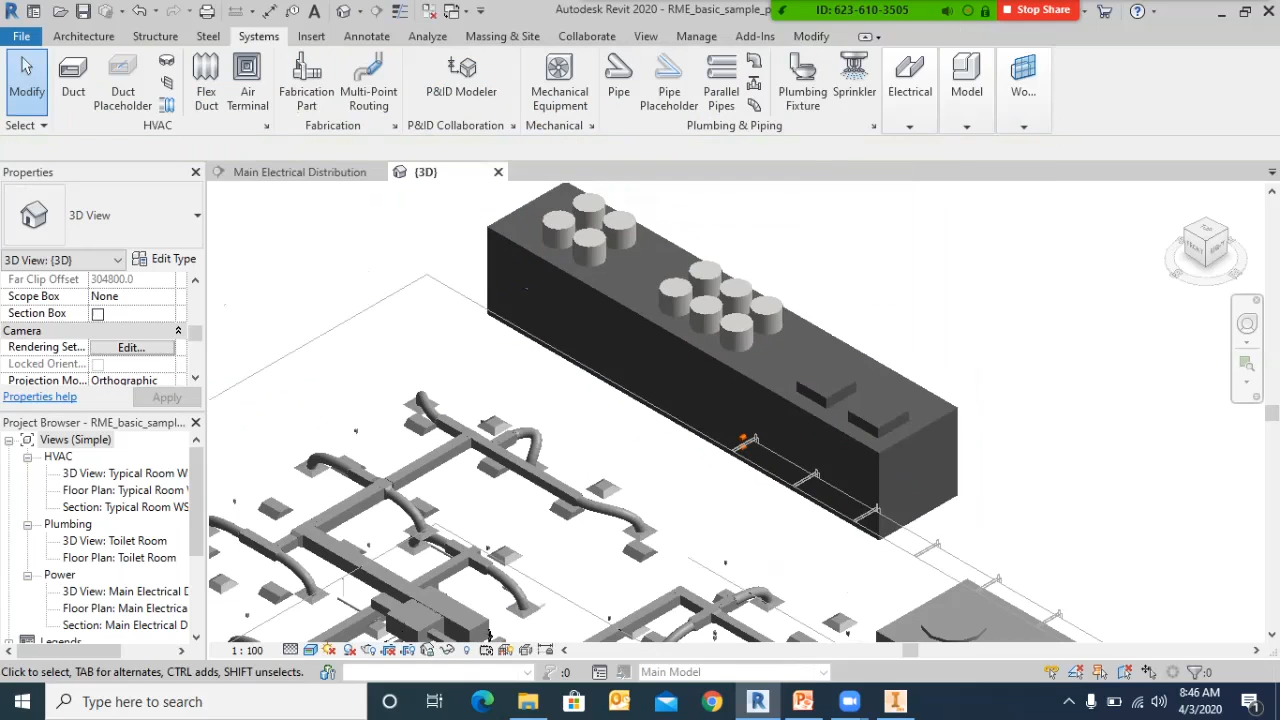 Autodesk Revit 2020 - RME_basic_sample_p
ID: 623-610-3505
Stop Share
File
Architecture
Structure
Steel
Systems
Insert
Annotate
Analyze
Massing & Site
Collaborate
View
Manage
Add-Ins
Modify
Modify
Duct
Duct Placeholder
Flex Duct
Air Terminal
Fabrication Part
Multi-Point Routing
P&ID Modeler
Mechanical Equipment
Pipe
Pipe Placeholder
Parallel Pipes
Plumbing Fixture
Sprinkler
Electrical
Model
Wo...
Select
HVAC
Fabrication
P&ID Collaboration
Mechanical
Plumbing & Piping
Properties
Main Electrical Distribution
{3D}
3D View
3D View: {3D}
Edit Type
Far Clip Offset 304800.0
Scope Box None
Section Box
Camera
Rendering Set... Edit...
Locked Orient...
Projection Mo... Orthographic
Properties help
Apply
Project Browser - RME_basic_sampl...
Views (Simple)
HVAC
3D View: Typical Room W
Floor Plan: Typical Room
Section: Typical Room WS
Plumbing
3D View: Toilet Room
Floor Plan: Toilet Room
Power
3D View: Main Electrical D
Floor Plan: Main Electrica
Section: Main Electrical D
Legends
TOP
FRONT
RIGHT
1 : 100
Click to select, TAB for alternates, CTRL adds, SHIFT unselects.
:0
Main Model
:0
Type here to search
8:46 AM
4/3/2020
1